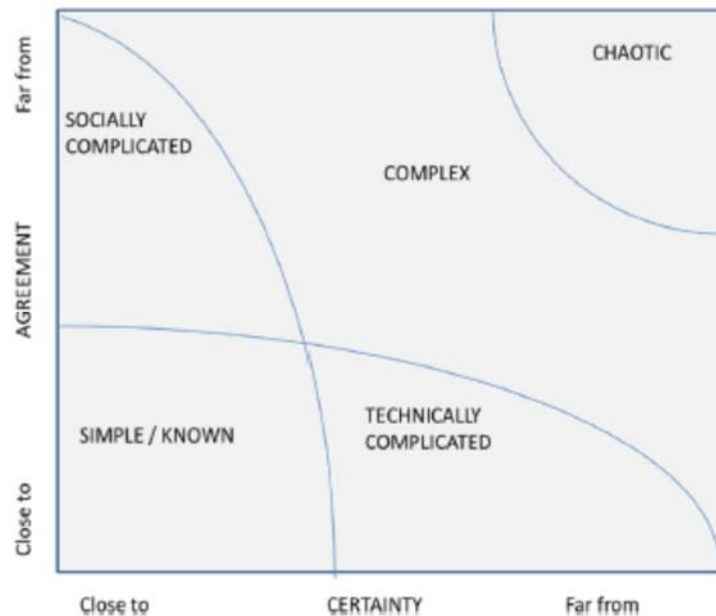 Far from
CHAOTIC
SOCIALLY
COMPLICATED
COMPLEX
AGREEMENT
TECHNICALLY
COMPLICATED
SIMPLE / KNOWN
Close to
Close to
CERTAINTY
Far from